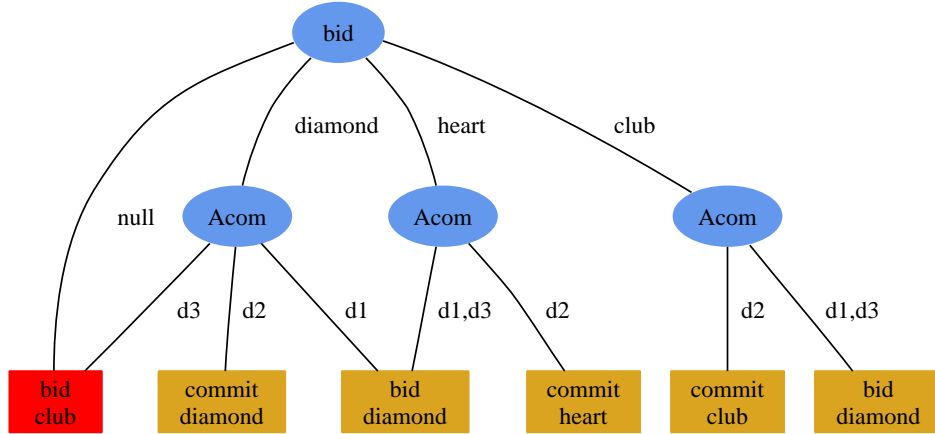 bid
diamond
heart
club
null
Acom
Acom
Acom
d3
d2
d1
d1,d3
d2
d2
d1,d3
bid
club
commit
diamond
bid
diamond
commit
heart
commit
club
bid
diamond